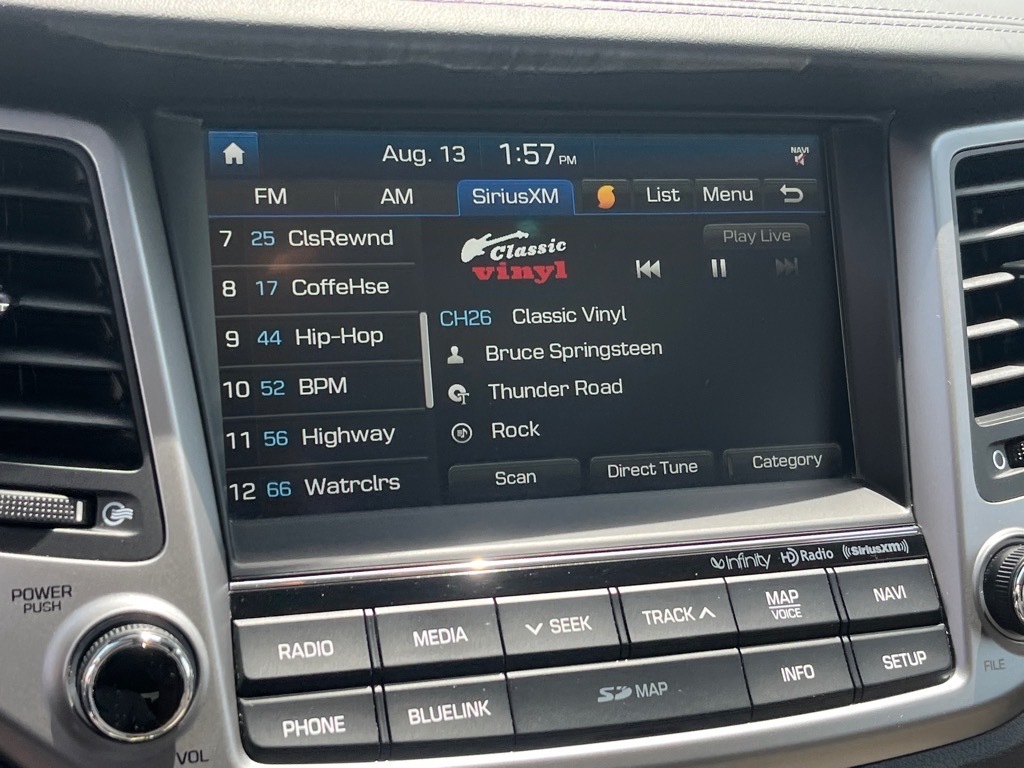 Aug. 13 1:57 PM NAVI
FM AM SiriusXM List Menu
7 25 ClsRewnd
8 17 CoffeHse
9 44 Hip-Hop
10 52 BPM
11 56 Highway
12 66 Watrclrs
Classic
vinyl
Play Live
CH26 Classic Vinyl
Bruce Springsteen
Thunder Road
Rock
Scan Direct Tune Category
Infinity HD Radio ((SiriusXM))
POWER
PUSH
VOL
RADIO MEDIA SEEK TRACK MAP VOICE NAVI
PHONE BLUELINK SD MAP INFO SETUP
FILE
0